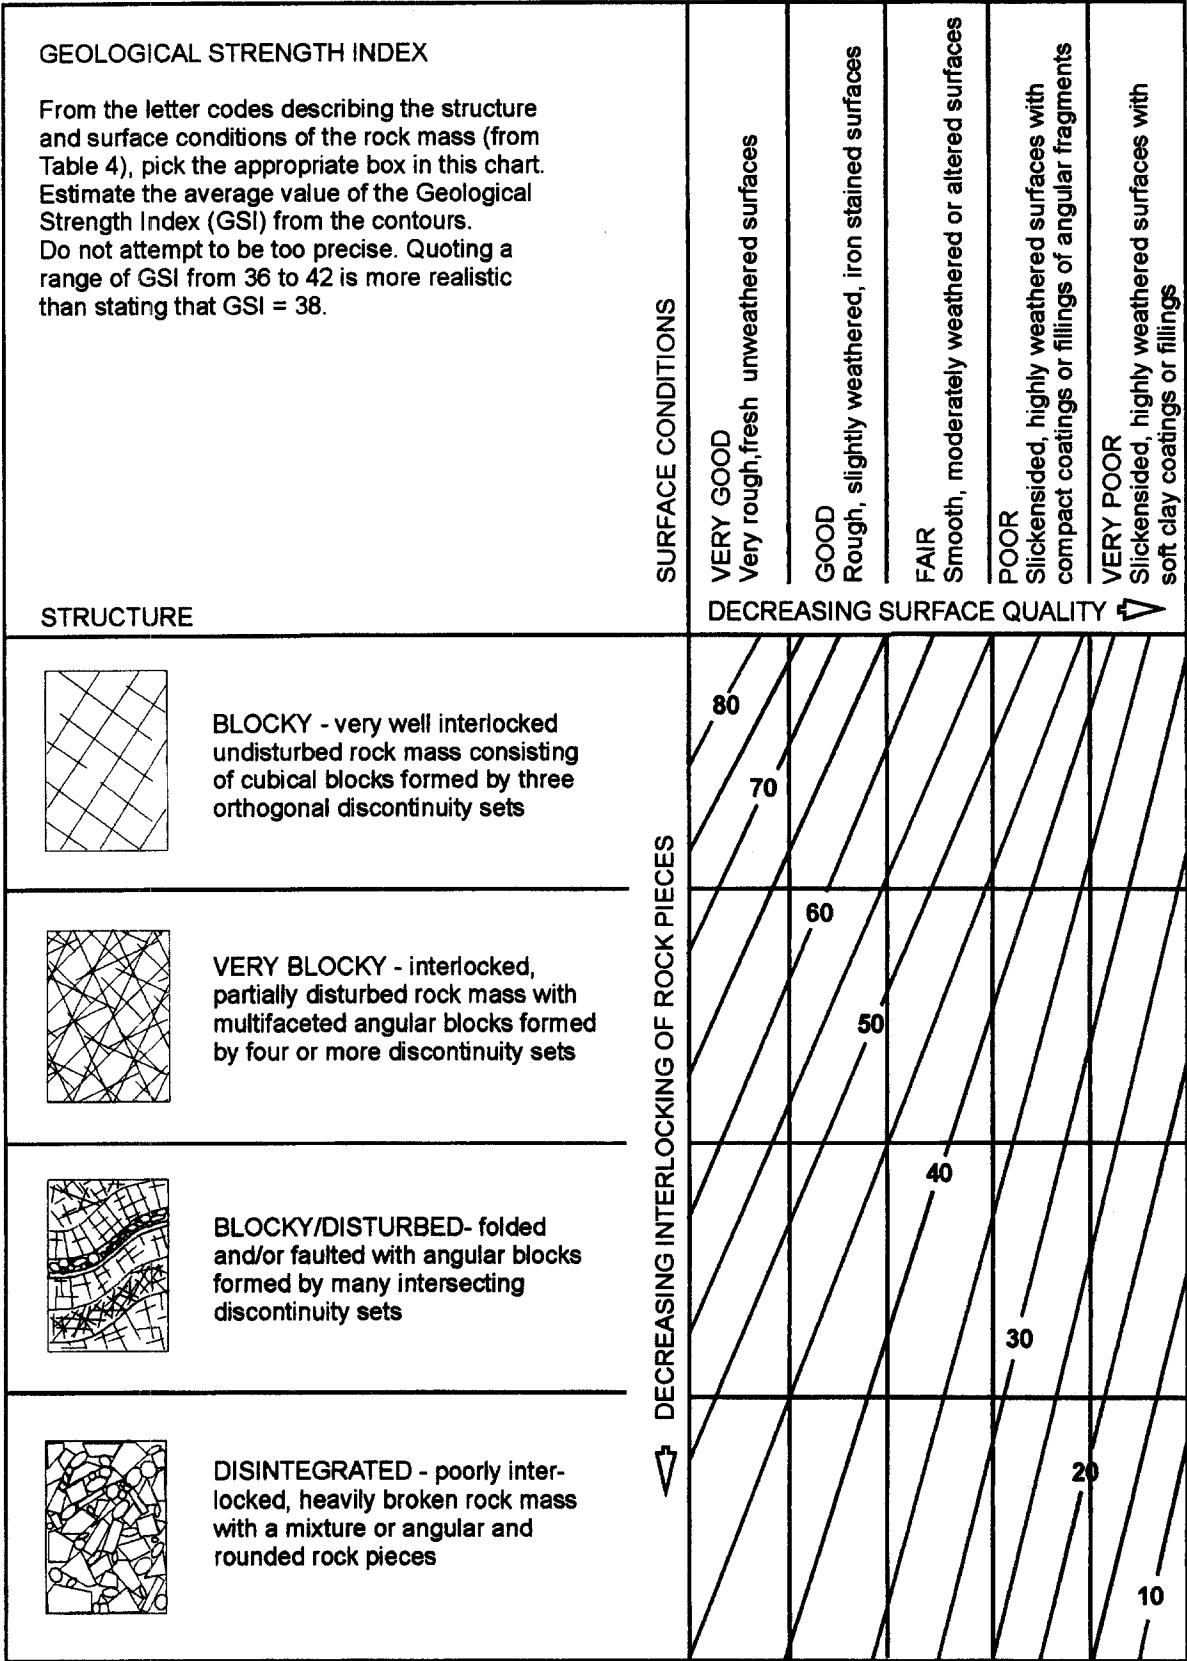 GEOLOGICAL STRENGTH INDEX
From the letter codes describing the structure
and surface conditions of the rock mass (from
Table 4), pick the appropriate box in this chart.
Estimate the average value of the Geological
Strength Index (GSI) from the contours.
Do not attempt to be too precise. Quoting a
range of GSI from 36 to 42 is more realistic
than stating that GSI = 38.
SURFACE CONDITIONS
VERY GOOD
Very rough,fresh unweathered surfaces
GOOD
Rough, slightly weathered, iron stained surfaces
FAIR
Smooth, moderately weathered or altered surfaces
POOR
Slickensided, highly weathered surfaces with
compact coatings or fillings of angular fragments
VERY POOR
Slickensided, highly weathered surfaces with
soft clay coatings or fillings
STRUCTURE
DECREASING SURFACE QUALITY
BLOCKY - very well interlocked
undisturbed rock mass consisting
of cubical blocks formed by three
orthogonal discontinuity sets
VERY BLOCKY - interlocked,
partially disturbed rock mass with
multifaceted angular blocks formed
by four or more discontinuity sets
BLOCKY/DISTURBED- folded
and/or faulted with angular blocks
formed by many intersecting
discontinuity sets
DISINTEGRATED - poorly inter-
locked, heavily broken rock mass
with a mixture or angular and
rounded rock pieces
DECREASING INTERLOCKING OF ROCK PIECES
80
70
60
50
40
30
20
10